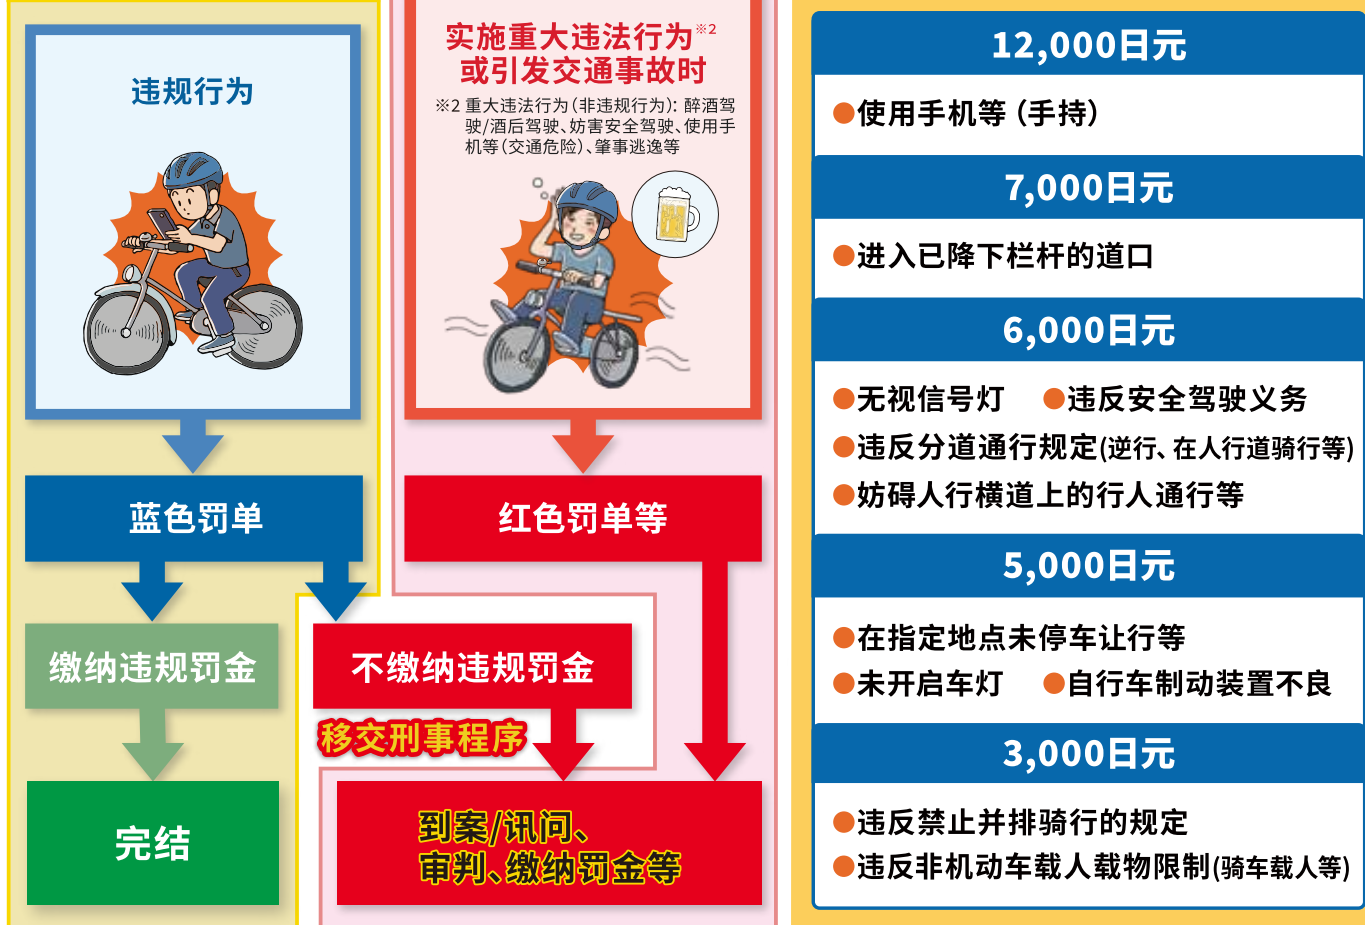 违规行为
实施重大违法行为※2
或引发交通事故时
※2 重大违法行为（非违规行为）：醉酒驾
驶/酒后驾驶、妨害安全驾驶、使用手
机等（交通危险）、肇事逃逸等
蓝色罚单
红色罚单等
缴纳违规罚金
不缴纳违规罚金
移交刑事程序
完结
到案/讯问、
审判、缴纳罚金等
12,000日元
●使用手机等（手持）
7,000日元
●进入已降下栏杆的道口
6,000日元
●无视信号灯 ●违反安全驾驶义务
●违反分道通行规定(逆行、在人行道骑行等)
●妨碍人行横道上的行人通行等
5,000日元
●在指定地点未停车让行等
●未开启车灯 ●自行车制动装置不良
3,000日元
●违反禁止并排骑行的规定
●违反非机动车载人载物限制(骑车载人等)